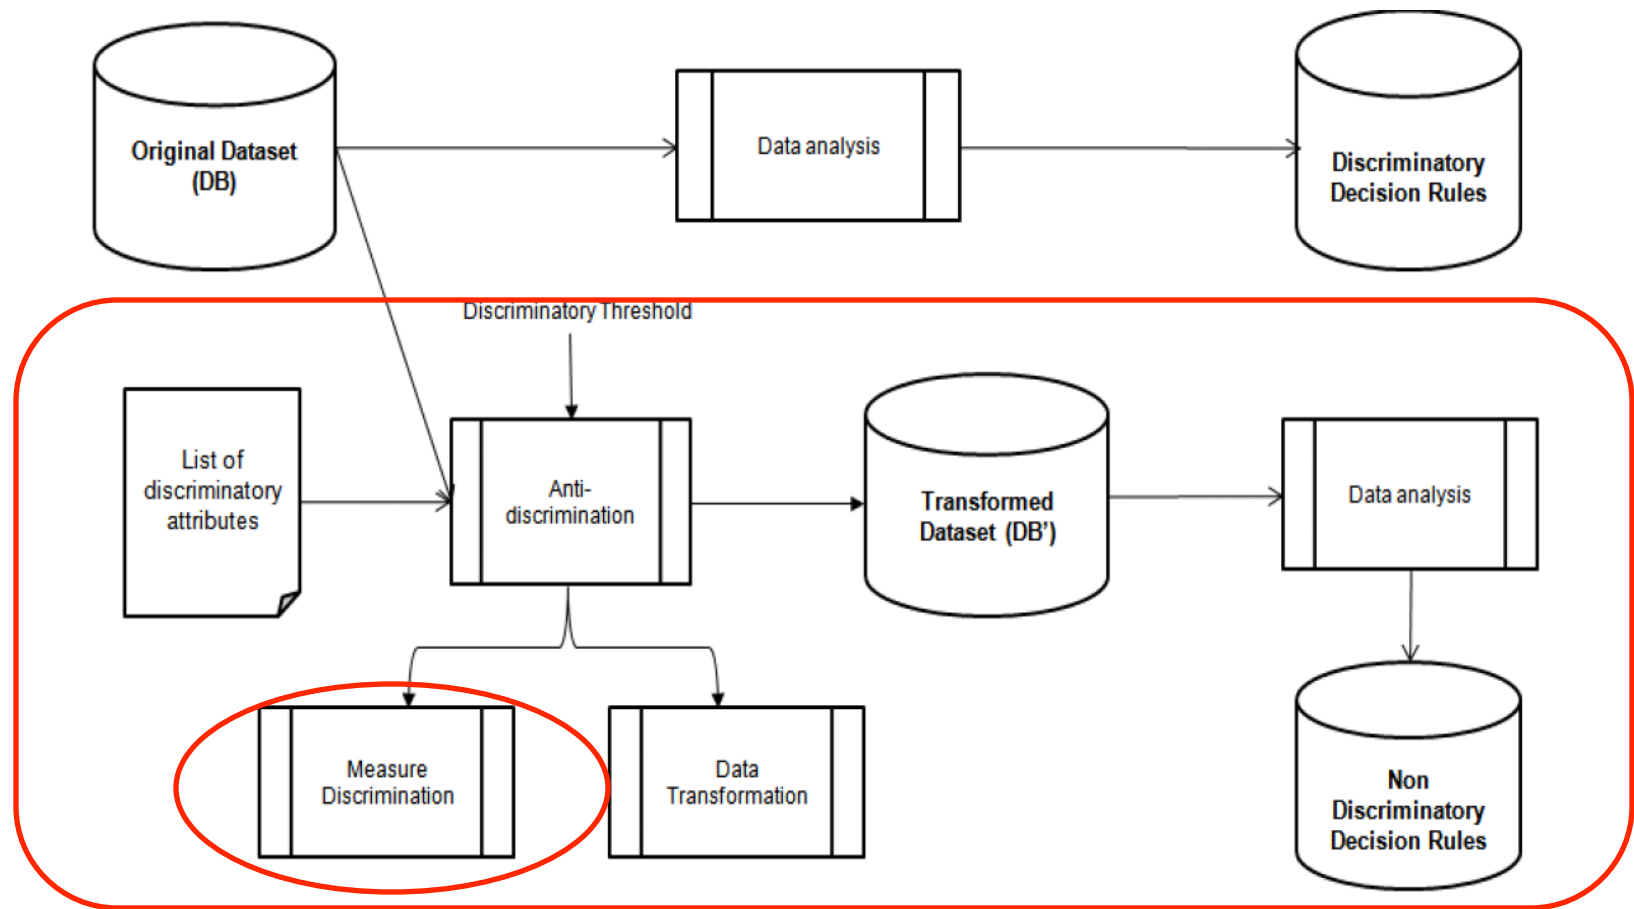 Original Dataset
(DB)
Data analysis
Discriminatory
Decision Rules
Discriminatory Threshold
List of
discriminatory
attributes
Anti-
discrimination
Transformed
Dataset (DB’)
Data analysis
Measure
Discrimination
Data
Transformation
Non
Discriminatory
Decision Rules